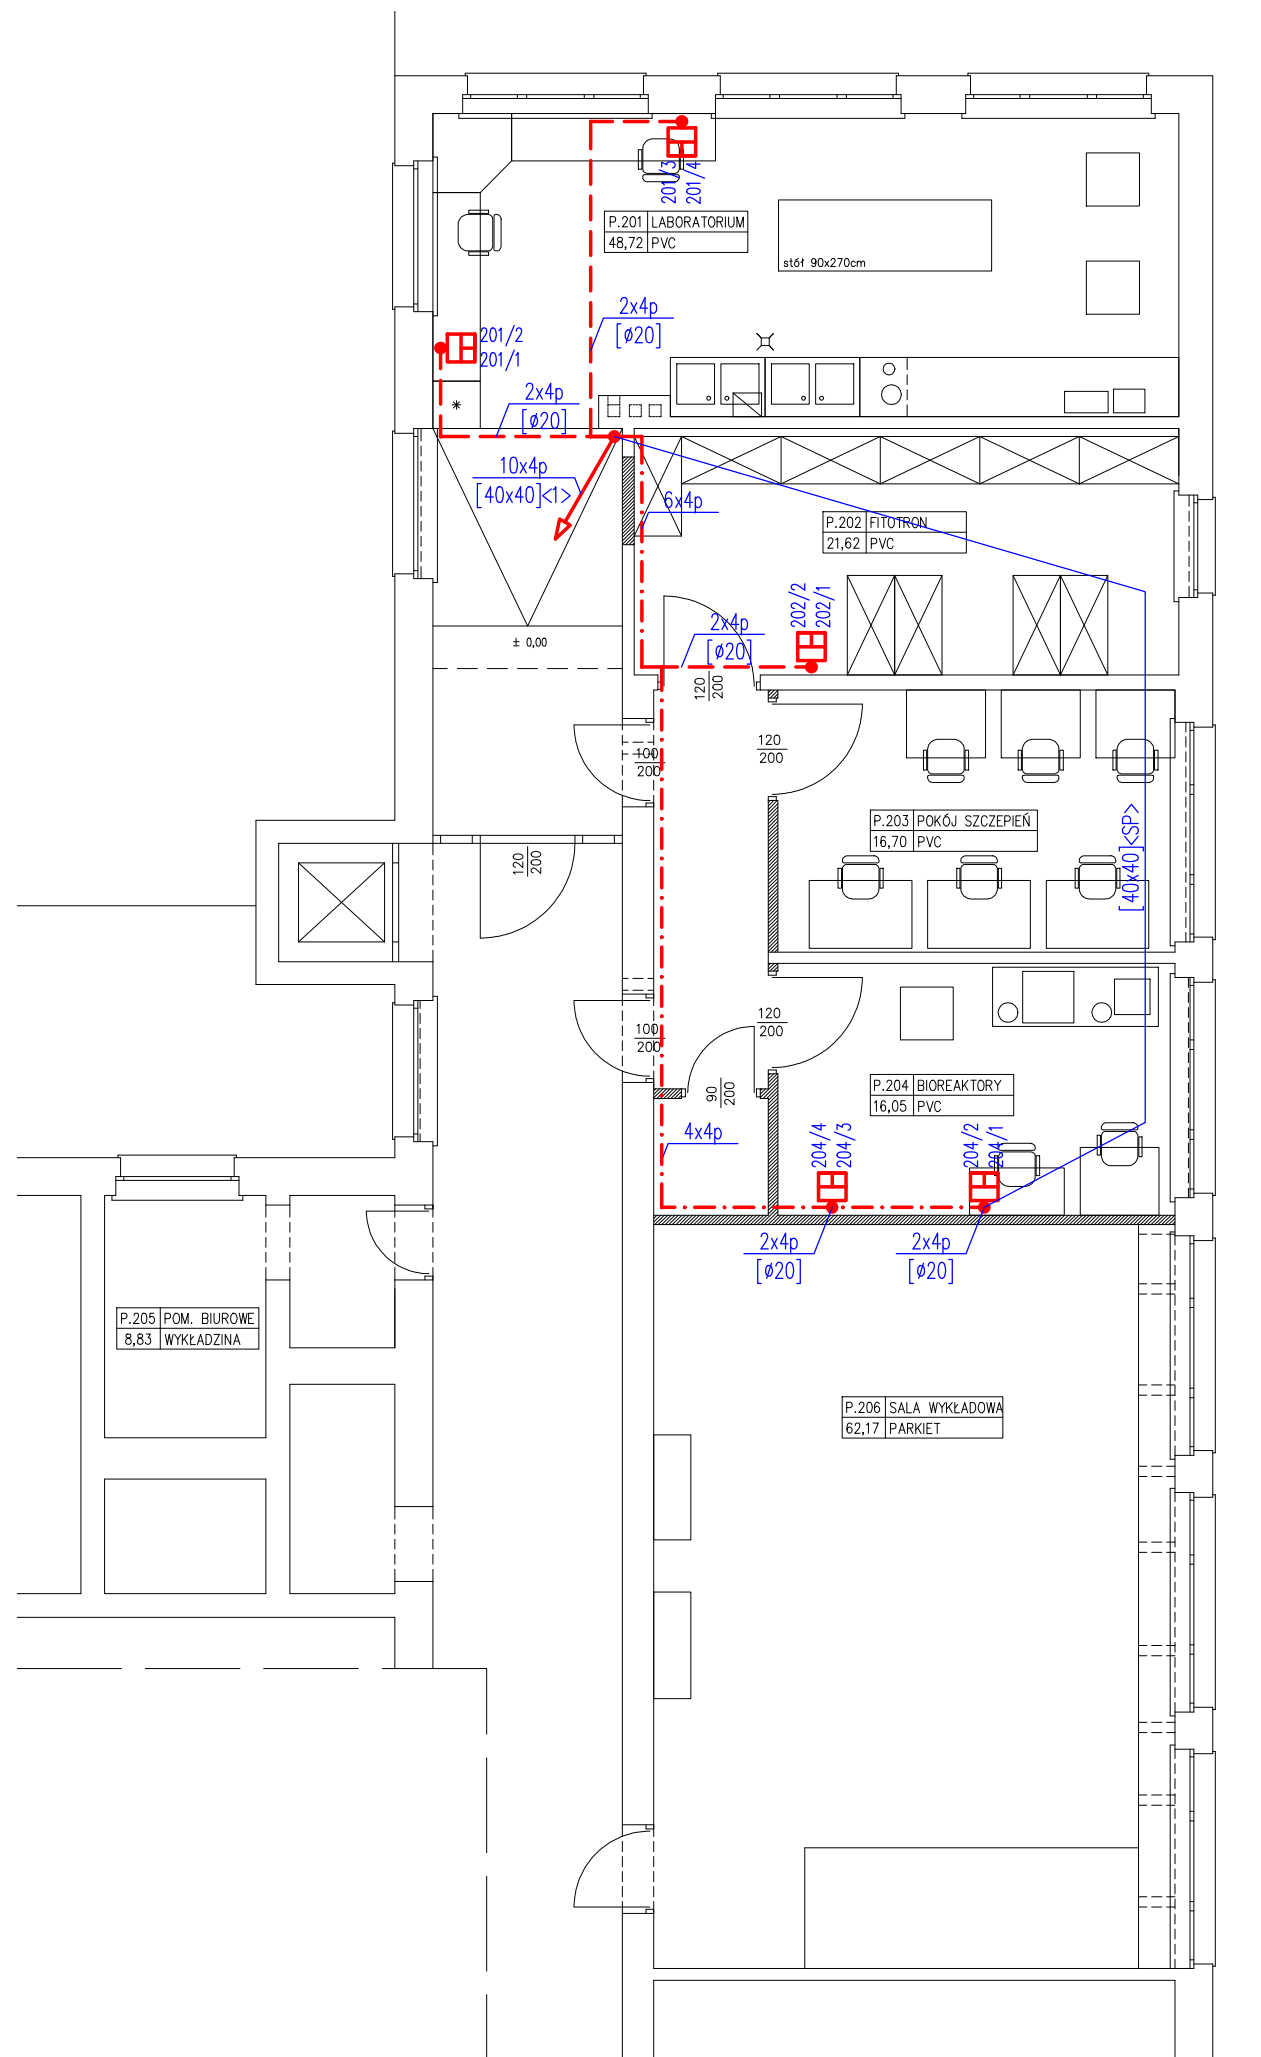 201/3
201/4
P.201 LABORATORIUM
48,72 PVC
stół 90x270cm
2x4p
[ø20]
201/2
201/1
2x4p
[ø20]
*
10x4p
[40x40]<1>
6x4p
P.202 FITOTRON
21,62 PVC
202/2
202/1
2x4p
[ø20]
± 0,00
120
200
100
200
120
200
P.203 POKÓJ SZCZEPIEŃ
16,70 PVC
[40x40]<SP>
120
200
100
200
120
200
90
200
P.204 BIOREAKTORY
16,05 PVC
4x4p
204/4
204/3
204/2
204/1
2x4p
[ø20]
2x4p
[ø20]
P.205 POM. BIUROWE
8,83 WYKŁADZINA
P.206 SALA WYKŁADOWA
62,17 PARKIET